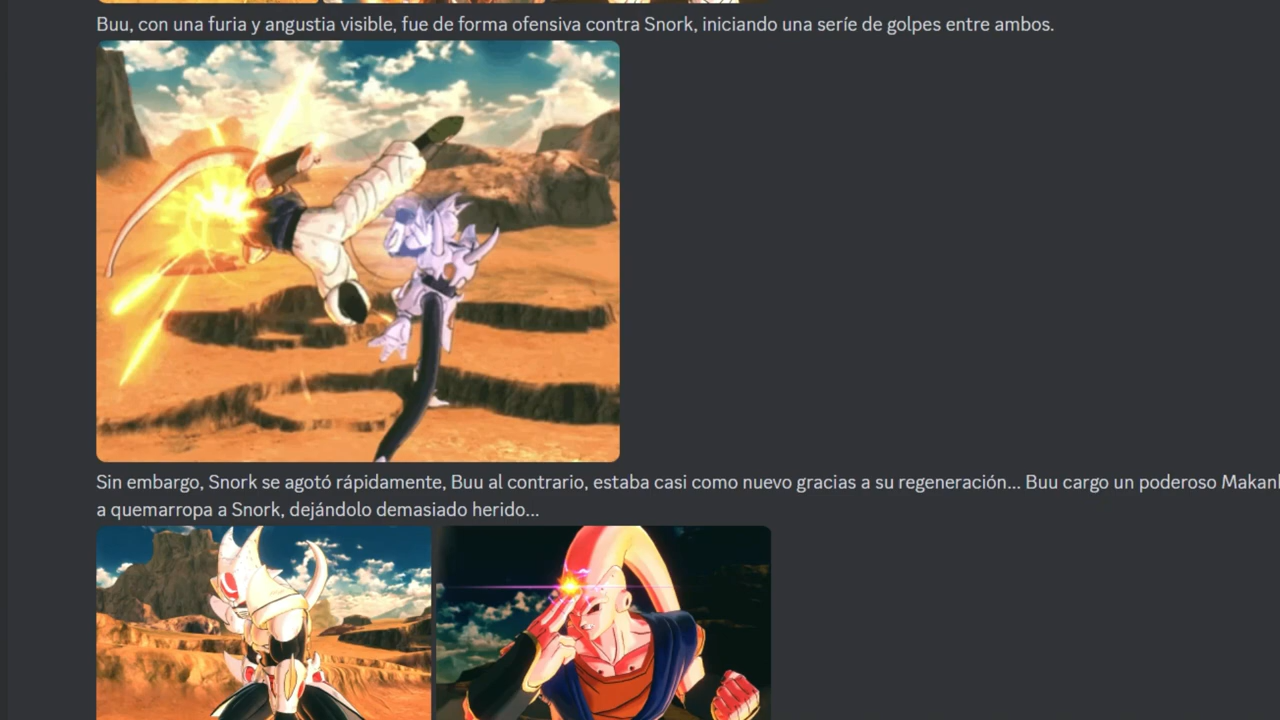 Buu, con una furia y angustia visible, fue de forma ofensiva contra Snork, iniciando una seríe de golpes entre ambos.
Sin embargo, Snork se agotó rápidamente, Buu al contrario, estaba casi como nuevo gracias a su regeneración... Buu cargo un poderoso
a quemarropa a Snork, dejándolo demasiado herido...